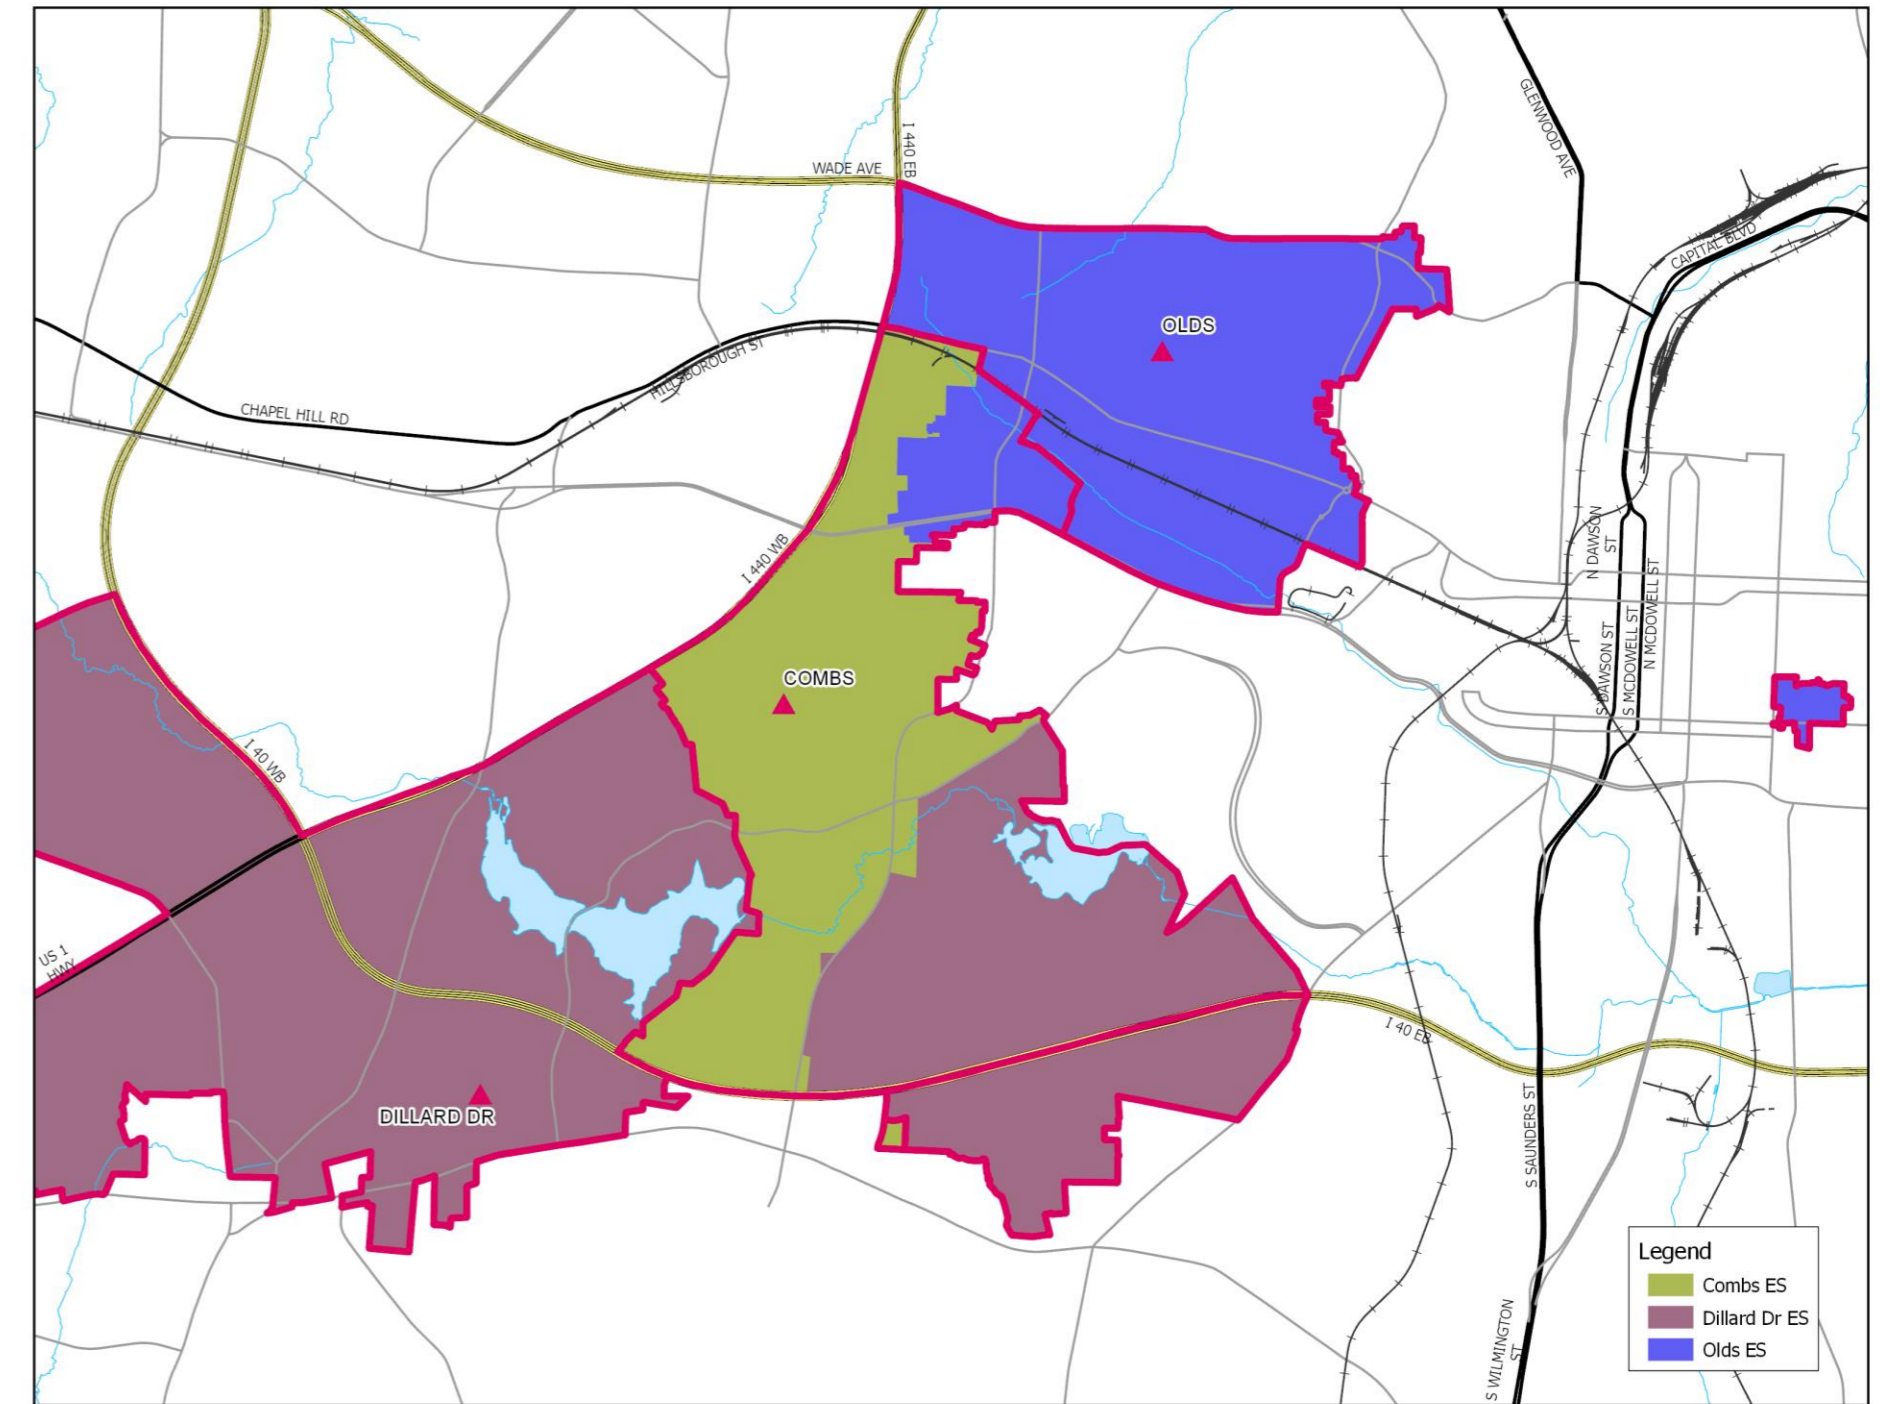 GLENWOOD AVE
I 440 EB
WADE AVE
CAPITAL BLVD
OLDS
HILLSBOROUGH ST
CHAPEL HILL RD
I 440 WB
N DAWSON
ST
N MCDOWELL ST
S DAWSON ST
S MCDOWELL ST
COMBS
I 40 WB
US 1
HWY
I 40 EB
DILLARD DR
S SAUNDERS ST
S WILMINGTON
ST
Legend
Combs ES
Dillard Dr ES
Olds ES